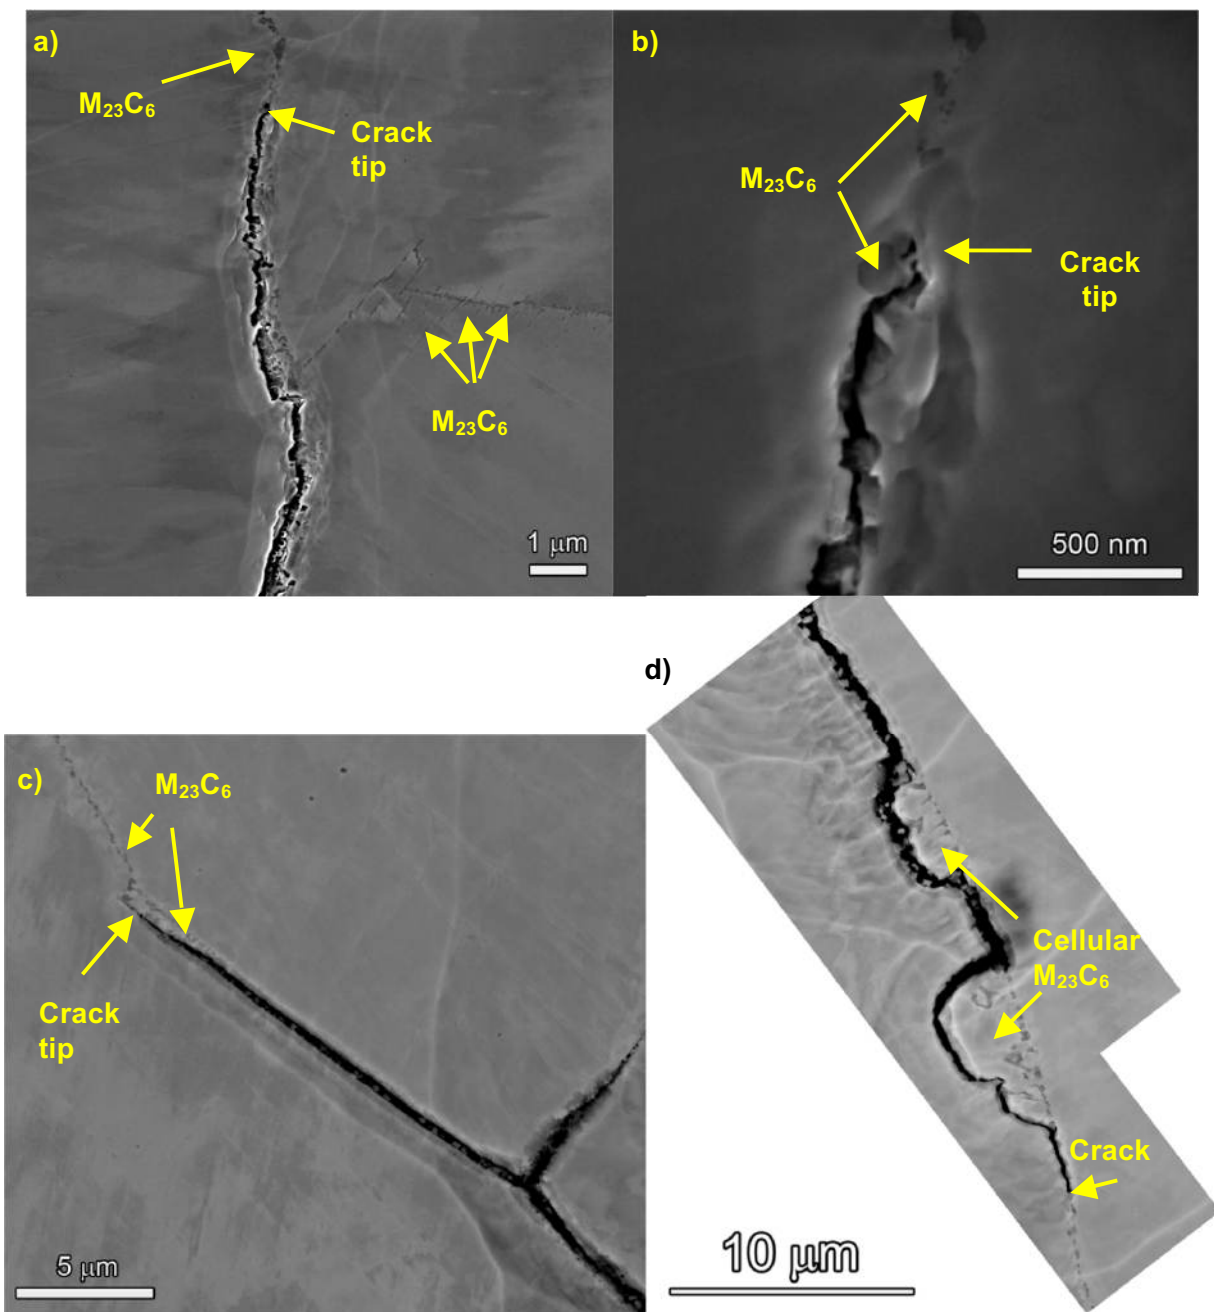 a)
M₂₃C₆
Crack
tip
M₂₃C₆
1 μm
b)
M₂₃C₆
Crack
tip
500 nm
c)
M₂₃C₆
Crack
tip
5 μm
d)
Cellular
M₂₃C₆
Crack
10 μm